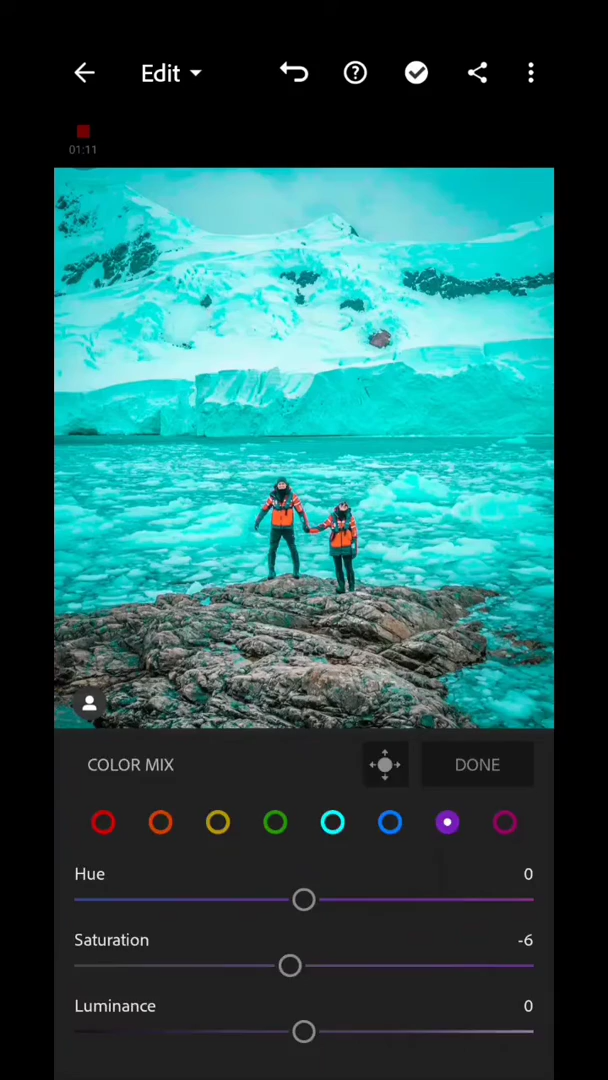 Edit
01:11
COLOR MIX
DONE
Hue 0
Saturation -6
Luminance 0